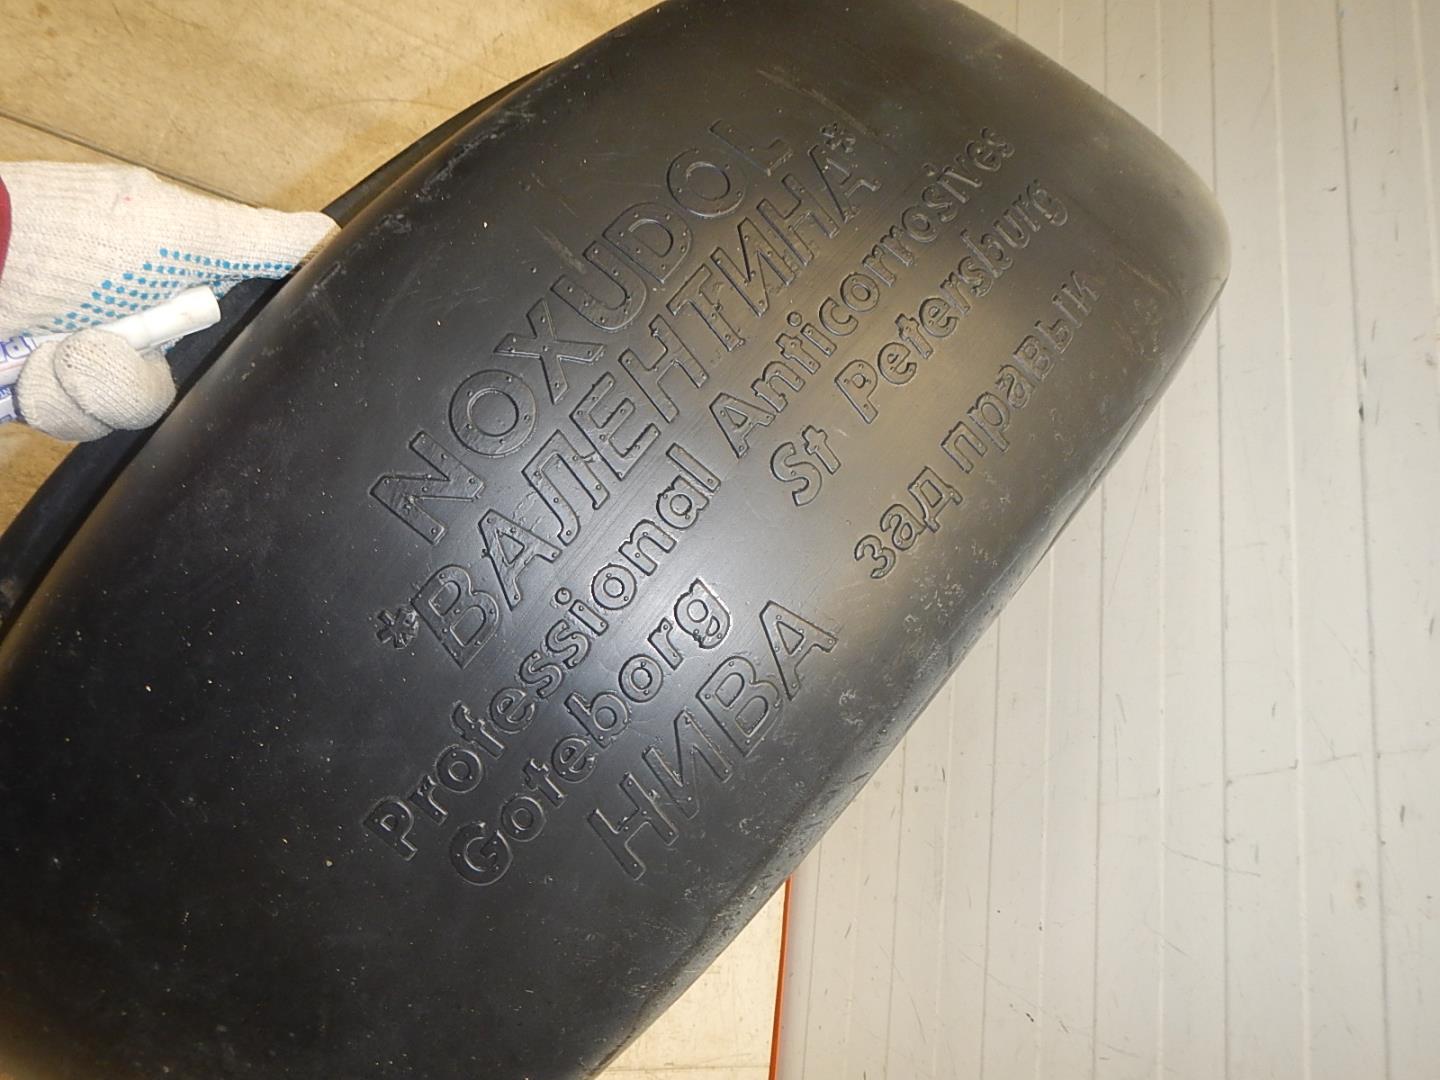 NOXUDOL
*ВАЛЕНТИНА*
Professional Anticorrosives
Goteborg St Petersburg
НИВА зад правый